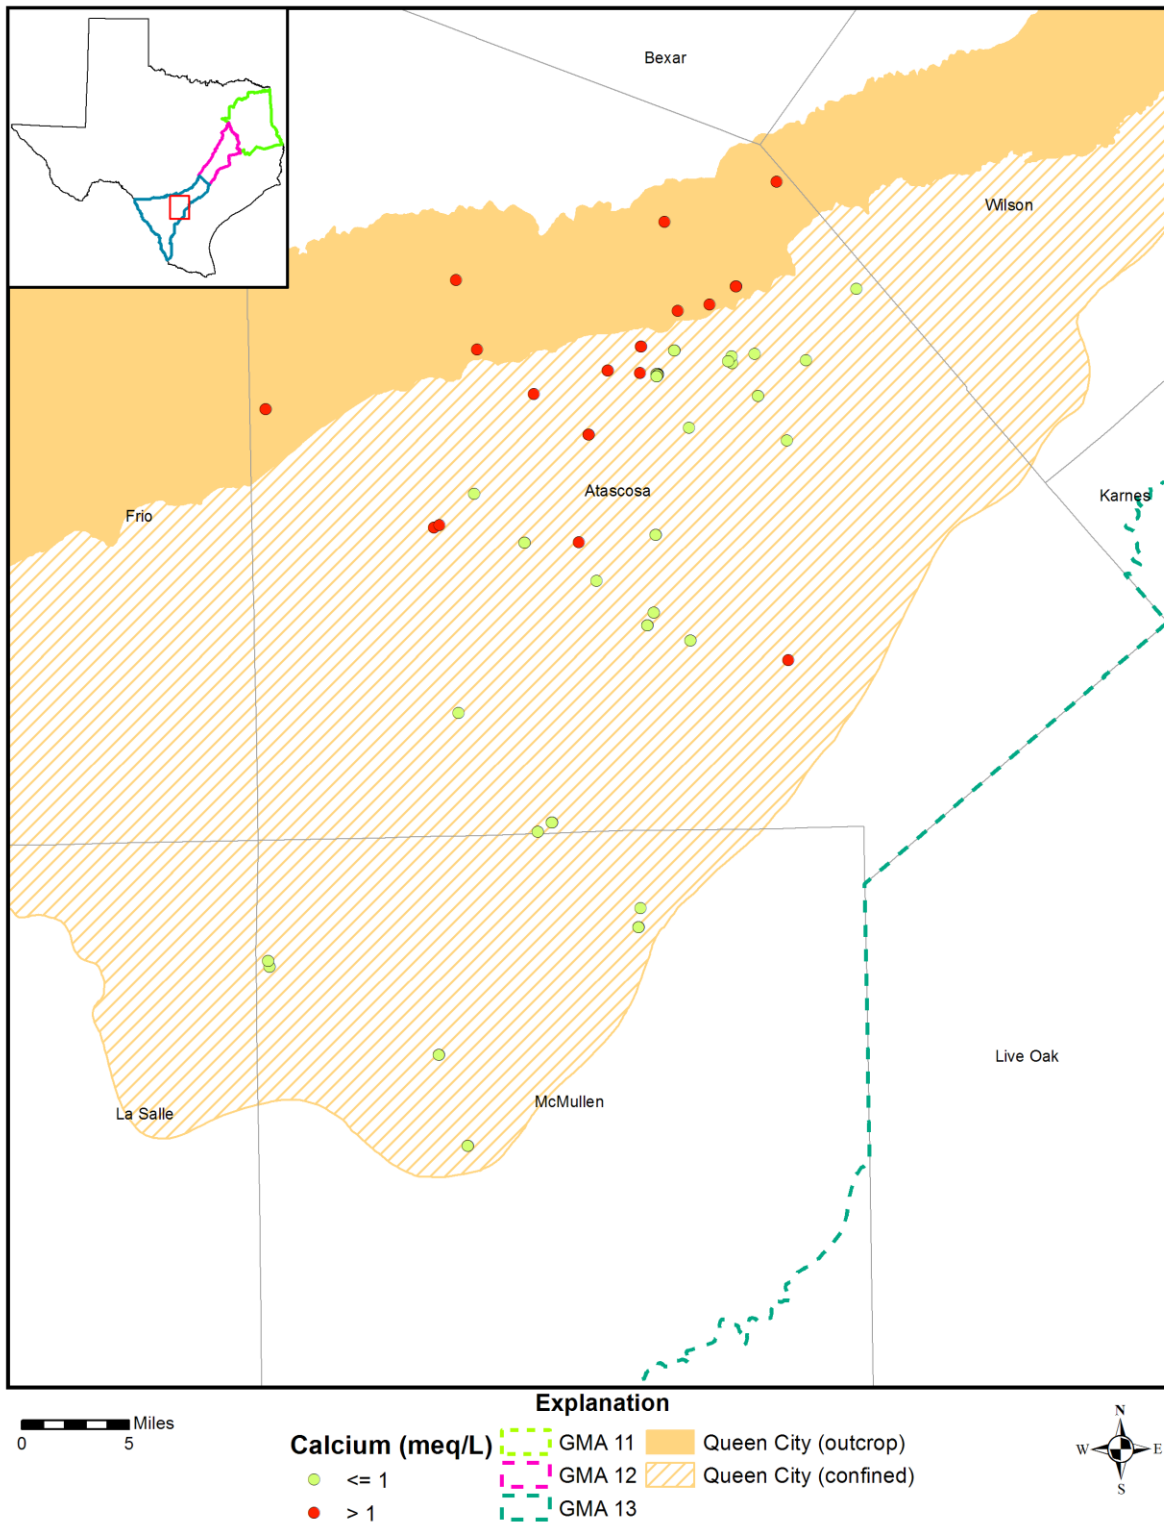 Bexar
Wilson
Atascosa
Karnes
Frio
Live Oak
McMullen
La Salle
Explanation
Miles
0 5
Calcium (meq/L)
<= 1
> 1
GMA 11
GMA 12
GMA 13
Queen City (outcrop)
Queen City (confined)
N
W E
S